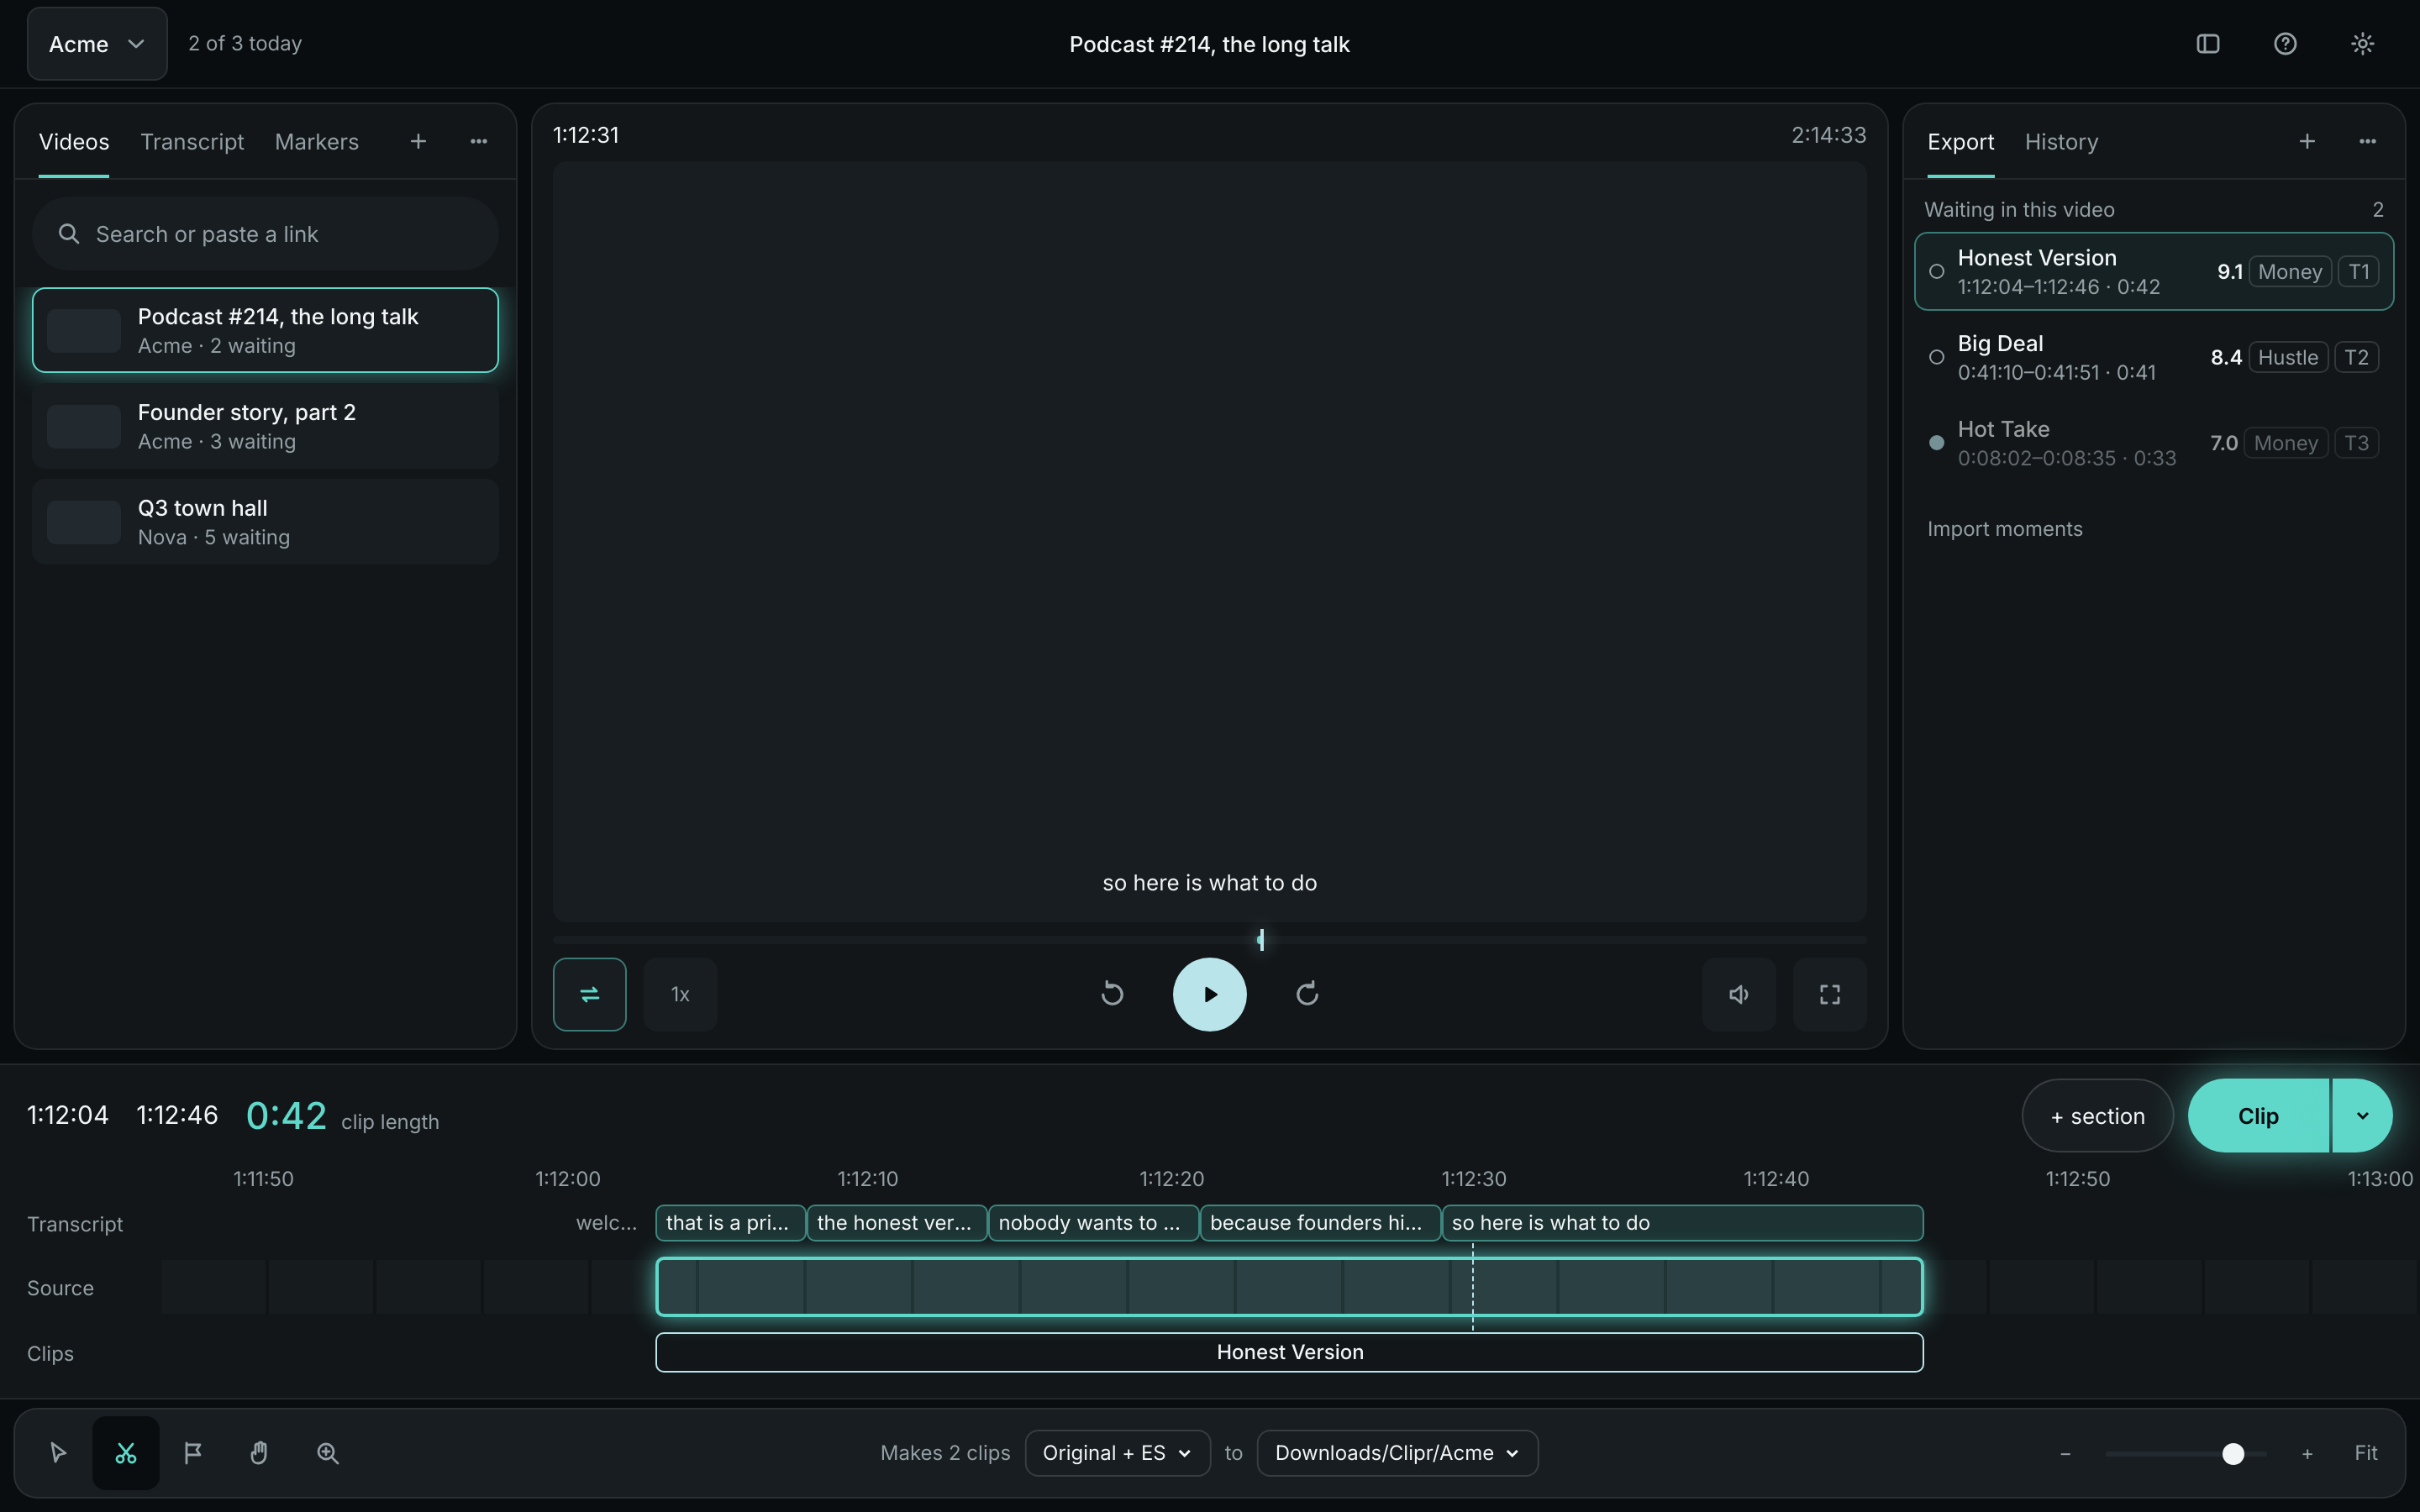 Acme
2 of 3 today
Podcast #214, the long talk
Videos Transcript Markers
Search or paste a link
Podcast #214, the long talk
Acme · 2 waiting
Founder story, part 2
Acme · 3 waiting
Q3 town hall
Nova · 5 waiting
1:12:31 2:14:33
so here is what to do
1x
Export History
Waiting in this video 2
Honest Version
1:12:04–1:12:46 · 0:42
9.1 Money T1
Big Deal
0:41:10–0:41:51 · 0:41
8.4 Hustle T2
Hot Take
0:08:02–0:08:35 · 0:33
7.0 Money T3
Import moments
1:12:04 1:12:46 0:42 clip length
+ section
Clip
1:11:50 1:12:00 1:12:10 1:12:20 1:12:30 1:12:40 1:12:50 1:13:00
Transcript welc... that is a pri... the honest ver... nobody wants to ... because founders hi... so here is what to do
Source
Clips Honest Version
Makes 2 clips Original + ES to Downloads/Clipr/Acme
− + Fit